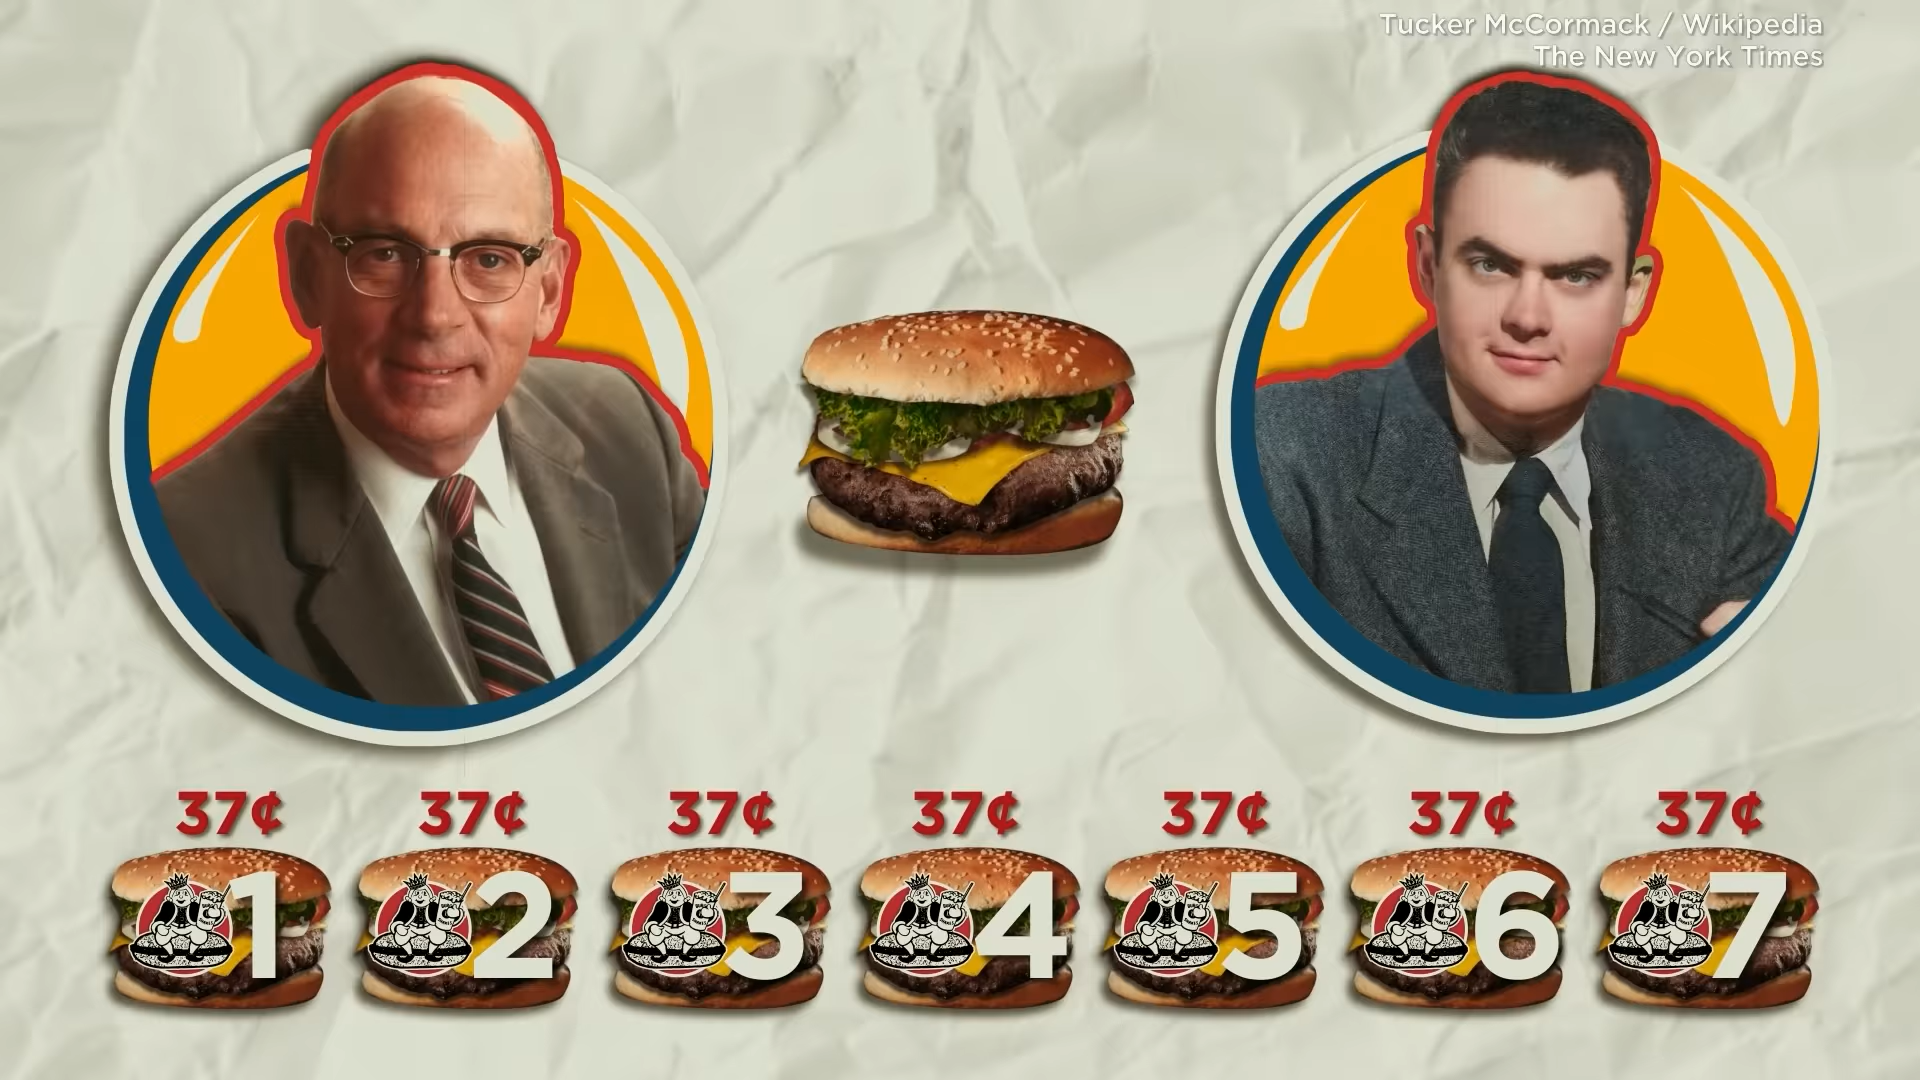 Tucker McCormack / Wikipedia
The New York Times
37¢ 37¢ 37¢ 37¢ 37¢ 37¢ 37¢
1 2 3 4 5 6 7